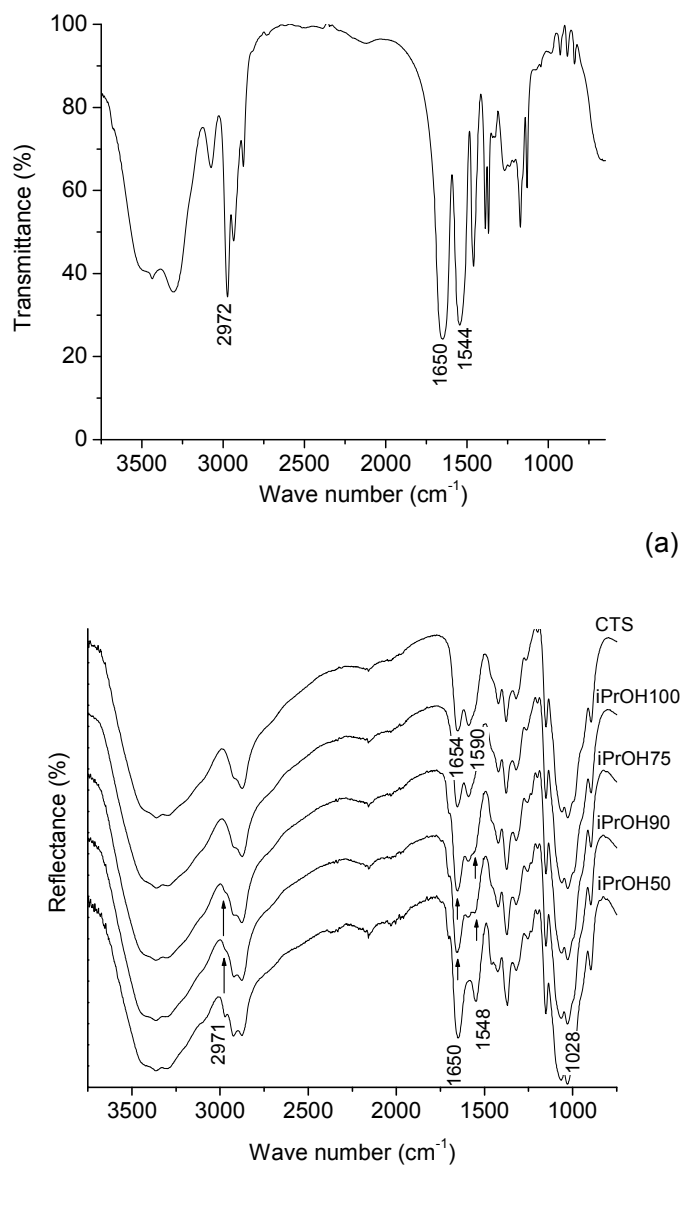 100
80
60
40
20
0
Transmittance (%)
2972
1650
1544
3500 3000 2500 2000 1500 1000
Wave number (cm-1)
(a)
CTS
iPrOH100
iPrOH75
iPrOH90
iPrOH50
Reflectance (%)
1654
1590
2971
1650
1548
1028
3500 3000 2500 2000 1500 1000
Wave number (cm-1)